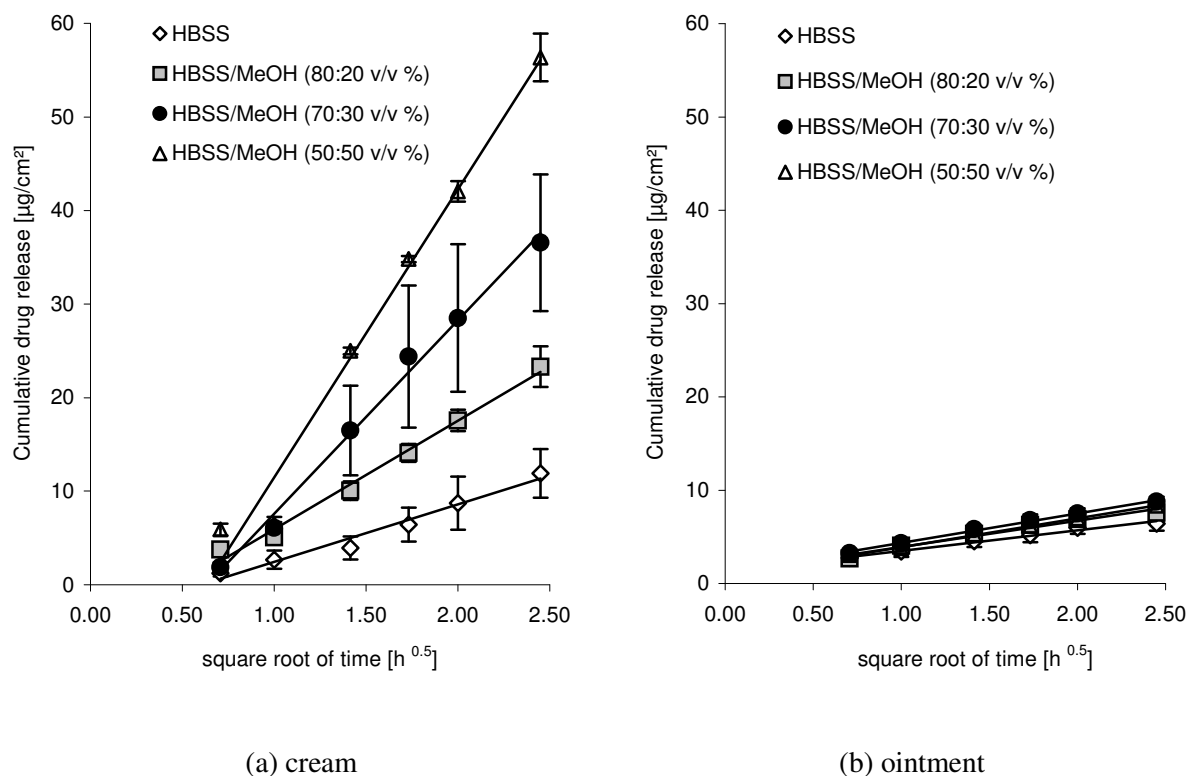 60
50
40
30
20
10
0
Cumulative drug release [µg/cm²]
HBSS
HBSS/MeOH (80:20 v/v %)
HBSS/MeOH (70:30 v/v %)
HBSS/MeOH (50:50 v/v %)
0.00 0.50 1.00 1.50 2.00 2.50
square root of time [h 0.5]
(a) cream
60
50
40
30
20
10
0
Cumulative drug release [µg/cm²]
HBSS
HBSS/MeOH (80:20 v/v %)
HBSS/MeOH (70:30 v/v %)
HBSS/MeOH (50:50 v/v %)
0.00 0.50 1.00 1.50 2.00 2.50
square root of time [h 0.5]
(b) ointment